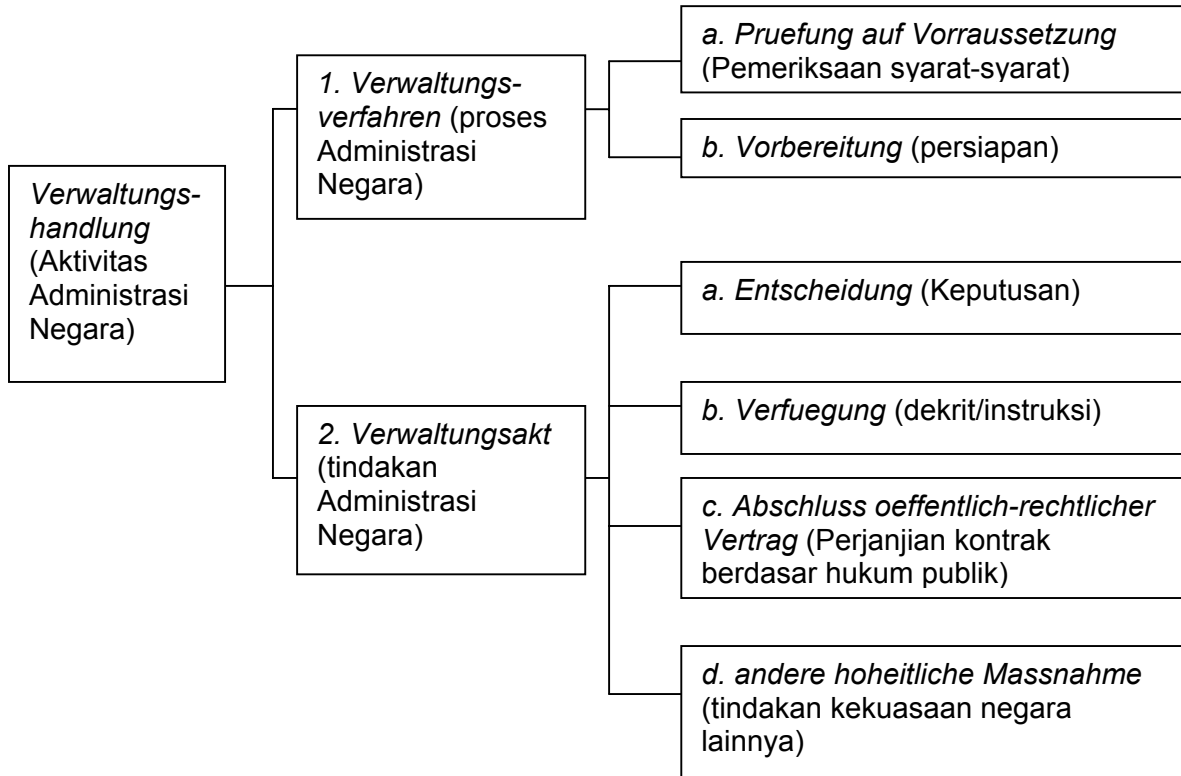 Verwaltungs-
handlung
(Aktivitas
Administrasi
Negara)
1. Verwaltungs-
verfahren (proses
Administrasi
Negara)
a. Pruefung auf Vorraussetzung
(Pemeriksaan syarat-syarat)
b. Vorbereitung (persiapan)
2. Verwaltungsakt
(tindakan
Administrasi
Negara)
a. Entscheidung (Keputusan)
b. Verfuegung (dekrit/instruksi)
c. Abschluss oeffentlich-rechtlicher
Vertrag (Perjanjian kontrak
berdasar hukum publik)
d. andere hoheitliche Massnahme
(tindakan kekuasaan negara
lainnya)